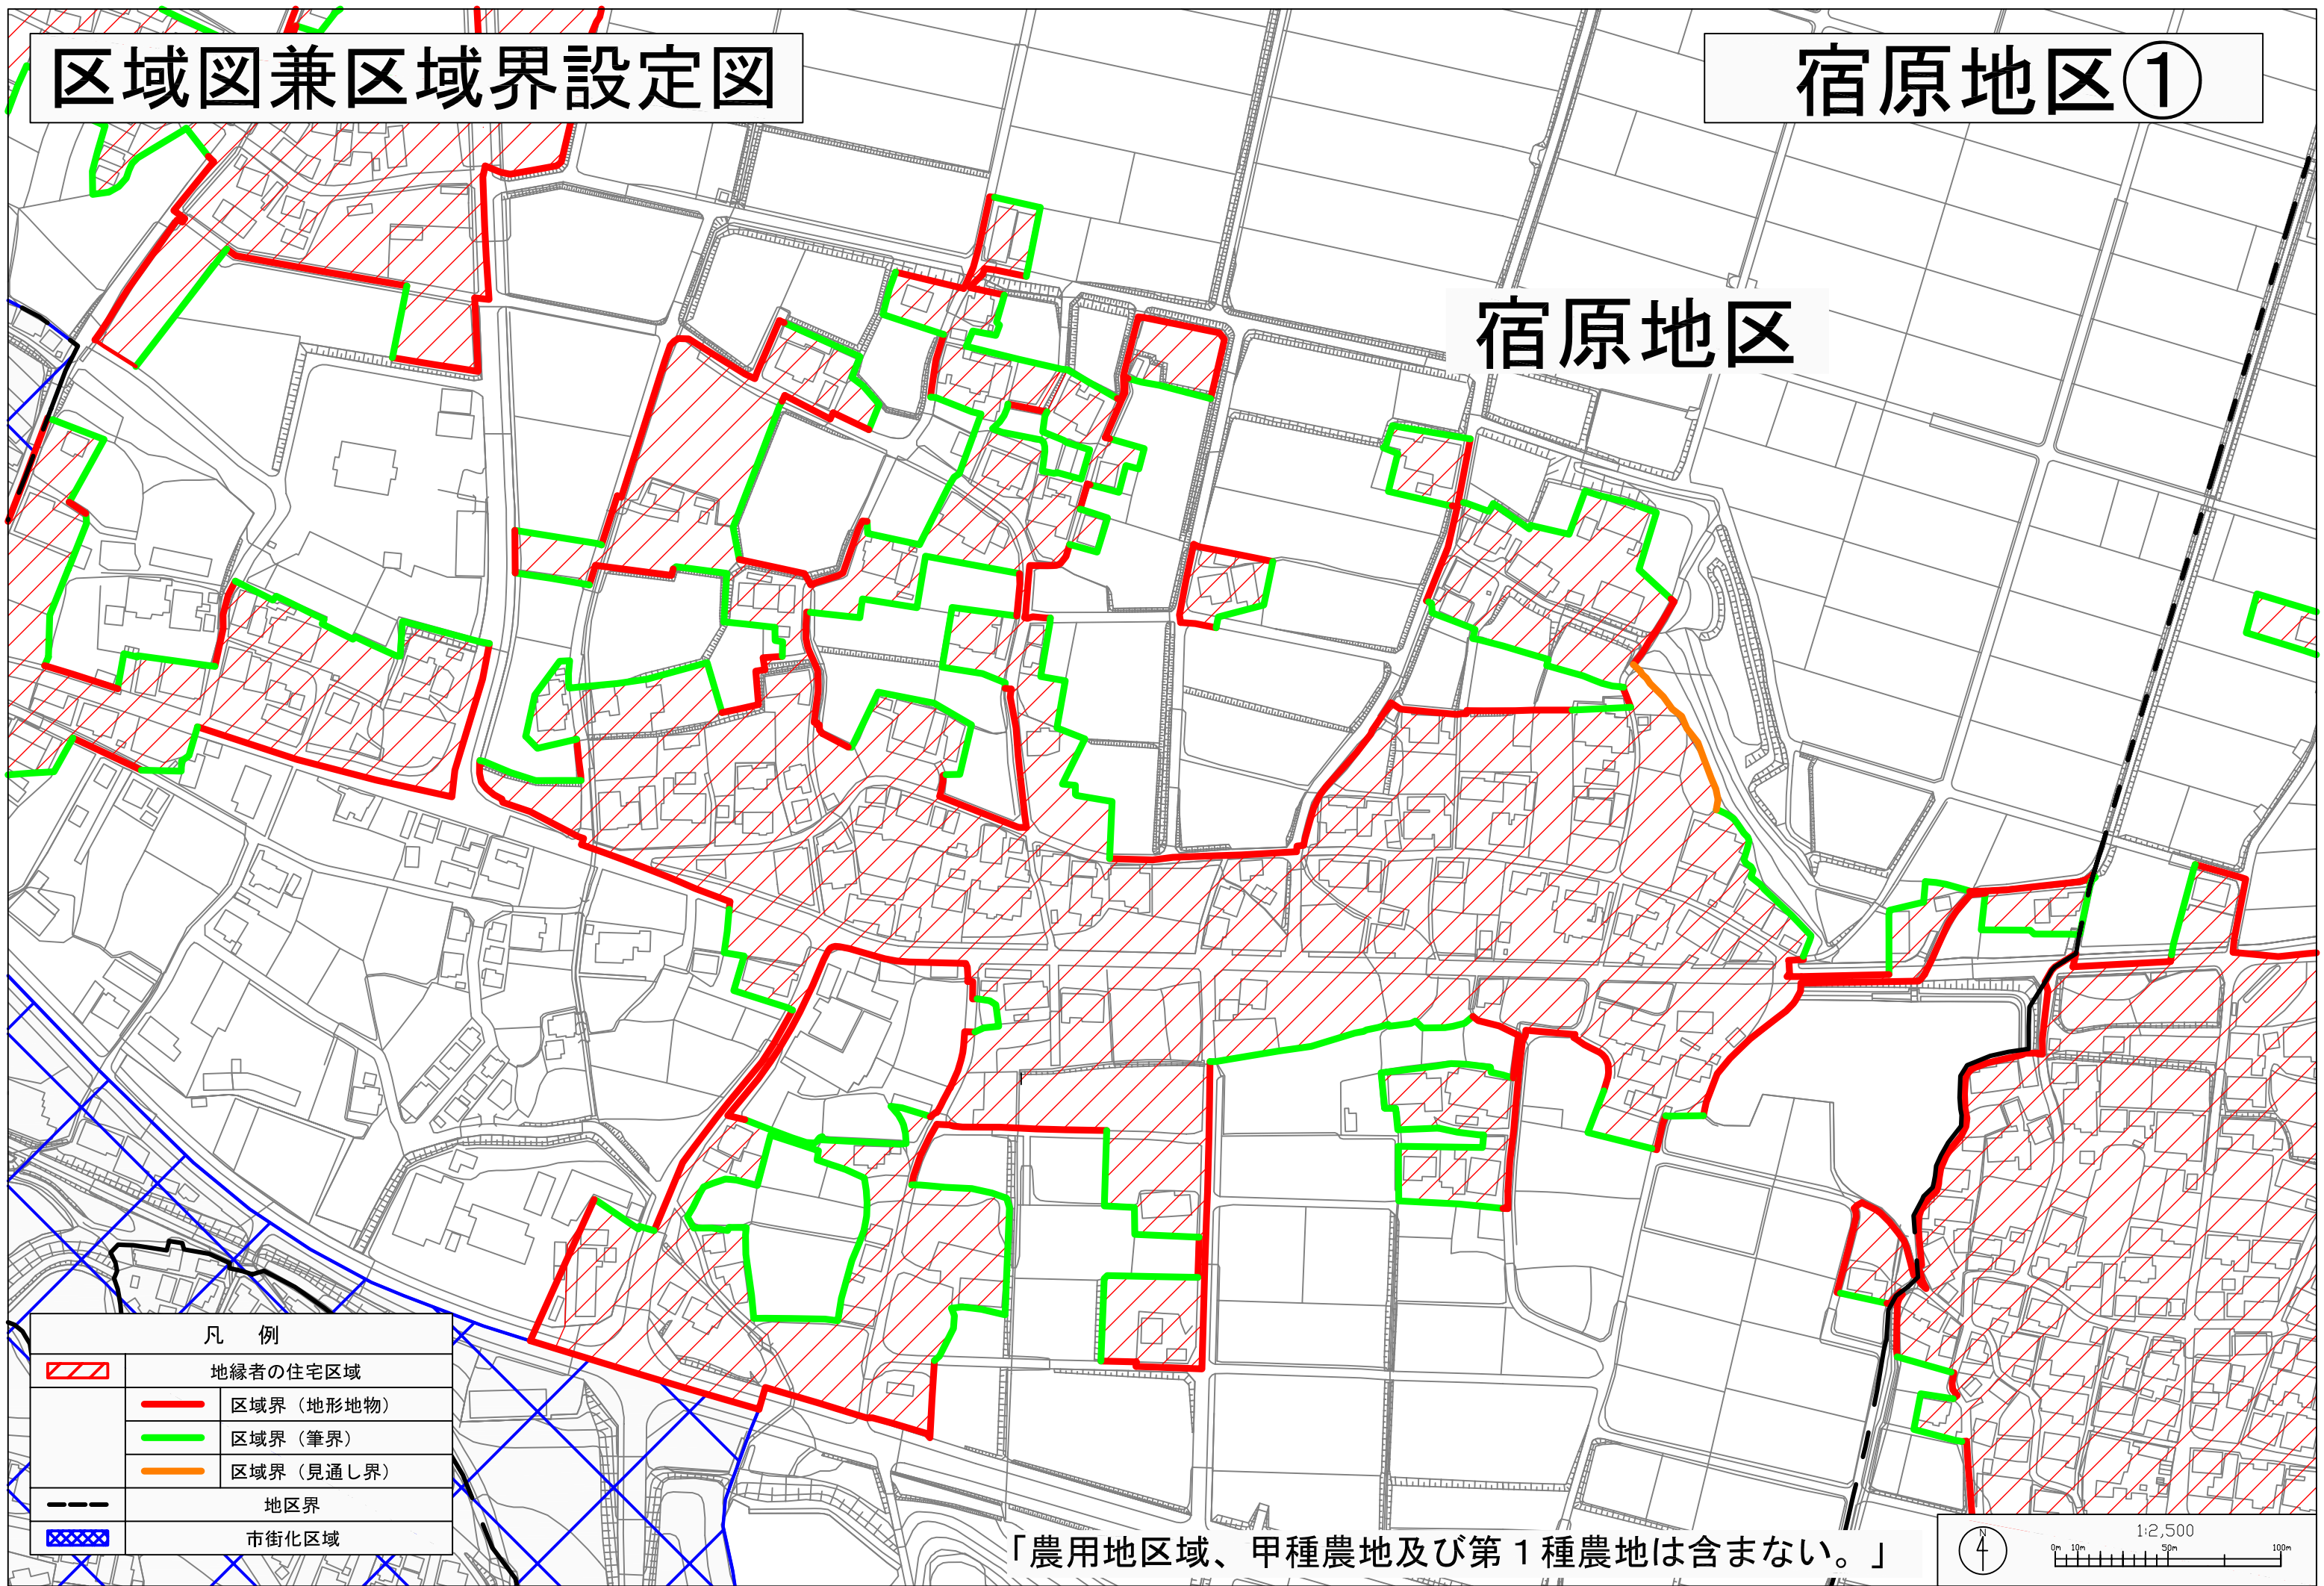 区域図兼区域界設定図
宿原地区①
宿原地区
凡　例
地縁者の住宅区域
区域界（地形地物）
区域界（筆界）
区域界（見通し界）
地区界
市街化区域
「農用地区域、甲種農地及び第１種農地は含まない。」
N
1:2,500
0m 10m 50m 100m